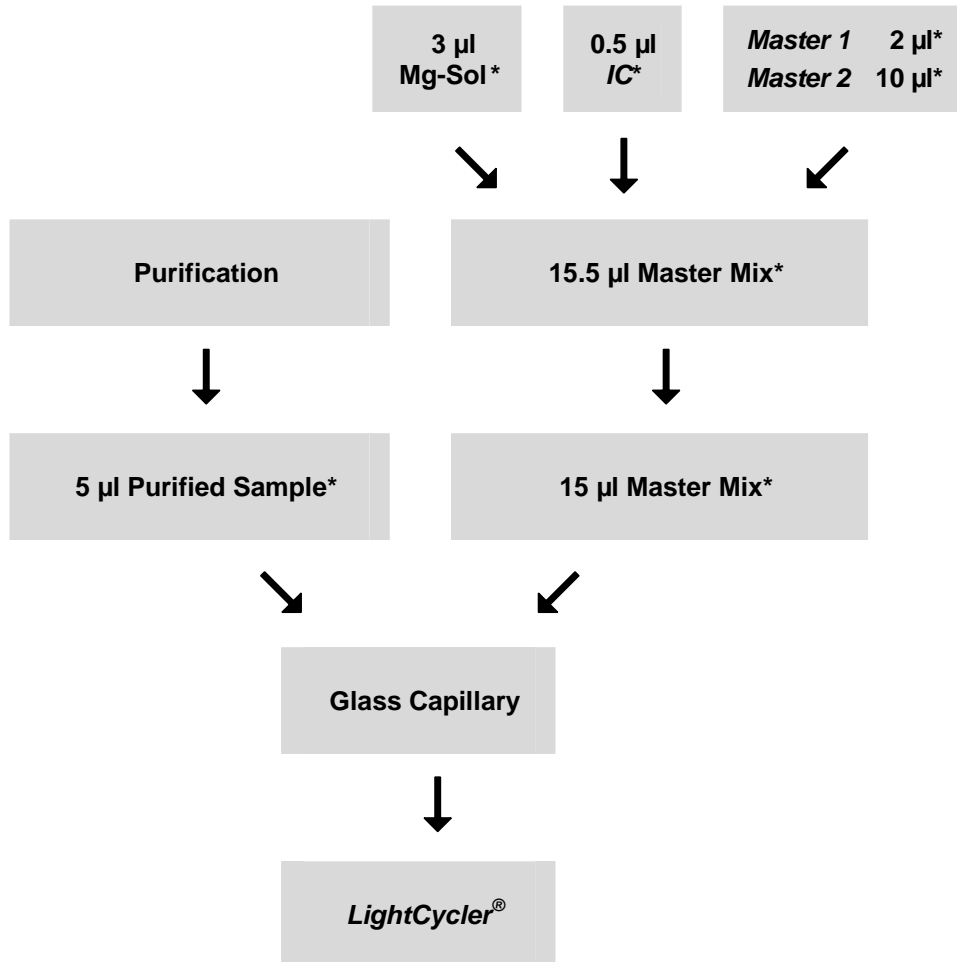 3 µl
Mg-Sol *
0.5 µl
IC*
Master 1 2 µl*
Master 2 10 µl*
Purification
15.5 µl Master Mix*
5 µl Purified Sample*
15 µl Master Mix*
Glass Capillary
LightCycler®